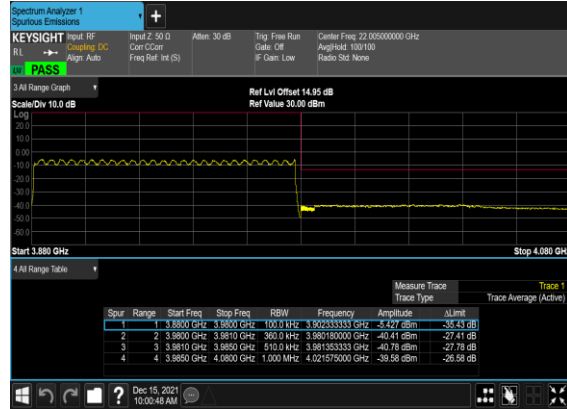 Spectrum Analyzer 1
Spurious Emissions
KEYSIGHT Input: RF Input Z: 50 Ω Atten: 30 dB Trig: Free Run Center Freq: 22.005000000 GHz
RL Coupling: DC Corr CCorr Gate: Off Avg|Hold: 100/100
Align: Auto Freq Ref: Int (S) IF Gain: Low Radio Std: None
PASS
3 All Range Graph
Ref Lvl Offset 14.95 dB
Scale/Div 10.0 dB Ref Value 30.00 dBm
Log
20.0
10.0
0.00
-10.0
-20.0
-30.0
-40.0
-50.0
-60.0
Start 3.880 GHz Stop 4.080 GHz
4 All Range Table
Measure Trace Trace 1
Trace Type Trace Average (Active)
Spur Range Start Freq Stop Freq RBW Frequency Amplitude ΔLimit
1 1 3.8800 GHz 3.9800 GHz 100.0 kHz 3.902333333 GHz -5.427 dBm -35.43 dB
2 2 3.9800 GHz 3.9810 GHz 360.0 kHz 3.980180000 GHz -40.41 dBm -27.41 dB
3 3 3.9810 GHz 3.9850 GHz 510.0 kHz 3.981353333 GHz -40.78 dBm -27.78 dB
4 4 3.9850 GHz 4.0800 GHz 1.000 MHz 4.021575000 GHz -39.58 dBm -26.58 dB
? Dec 15, 2021
10:00:48 AM